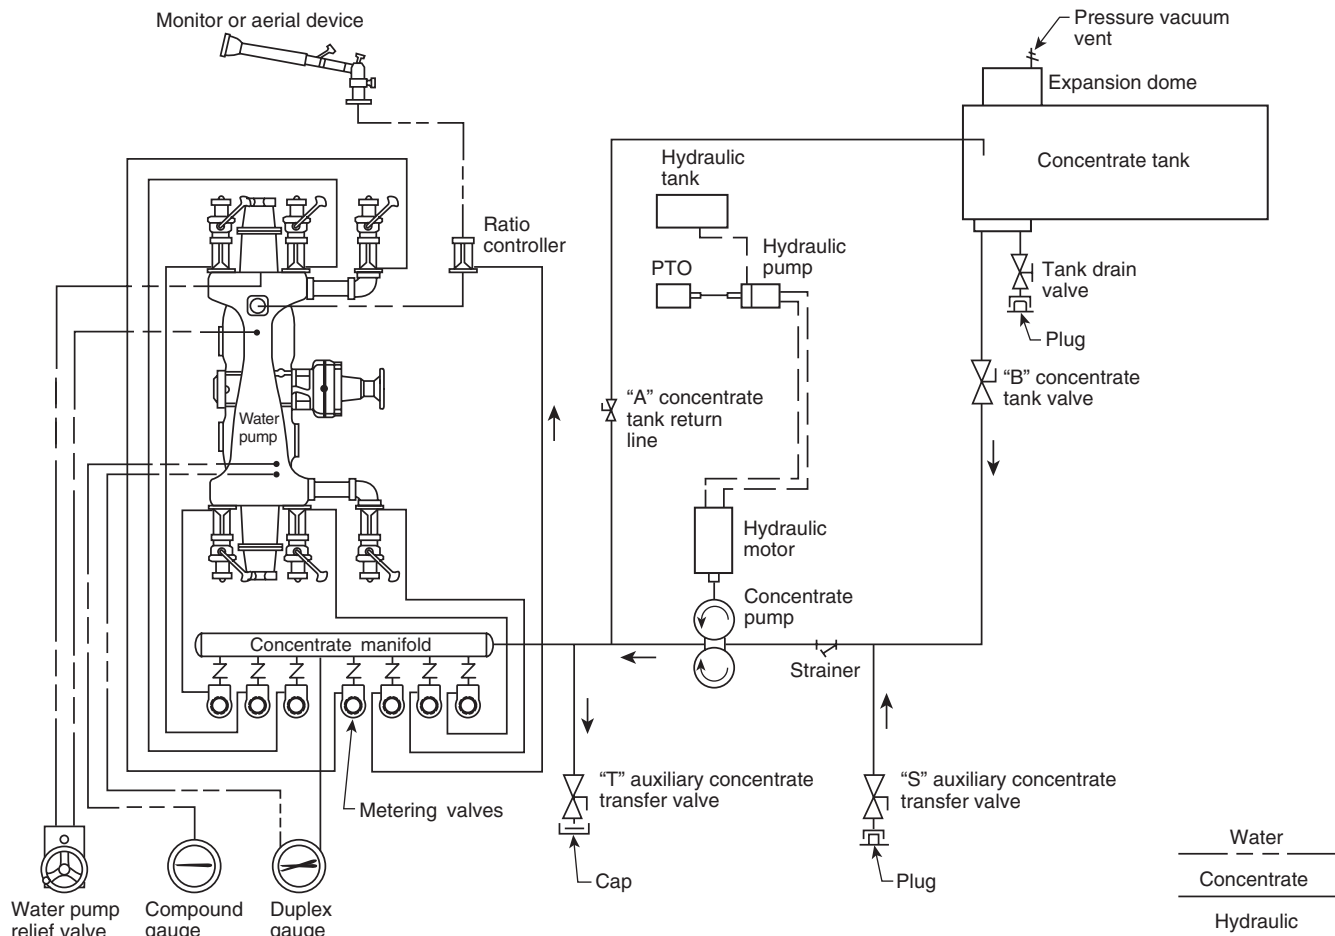 Monitor or aerial device
Pressure vacuum
vent
Expansion dome
Concentrate tank
Hydraulic
tank
Ratio
controller
Hydraulic
pump
PTO
Tank drain
valve
Plug
"A" concentrate
tank return
line
"B" concentrate
tank valve
Water
pump
Hydraulic
motor
Concentrate
pump
Concentrate manifold
Strainer
"T" auxiliary concentrate
transfer valve
"S" auxiliary concentrate
transfer valve
Metering valves
Cap
Plug
Water
Concentrate
Hydraulic
Water pump
relief valve
Compound
gauge
Duplex
gauge